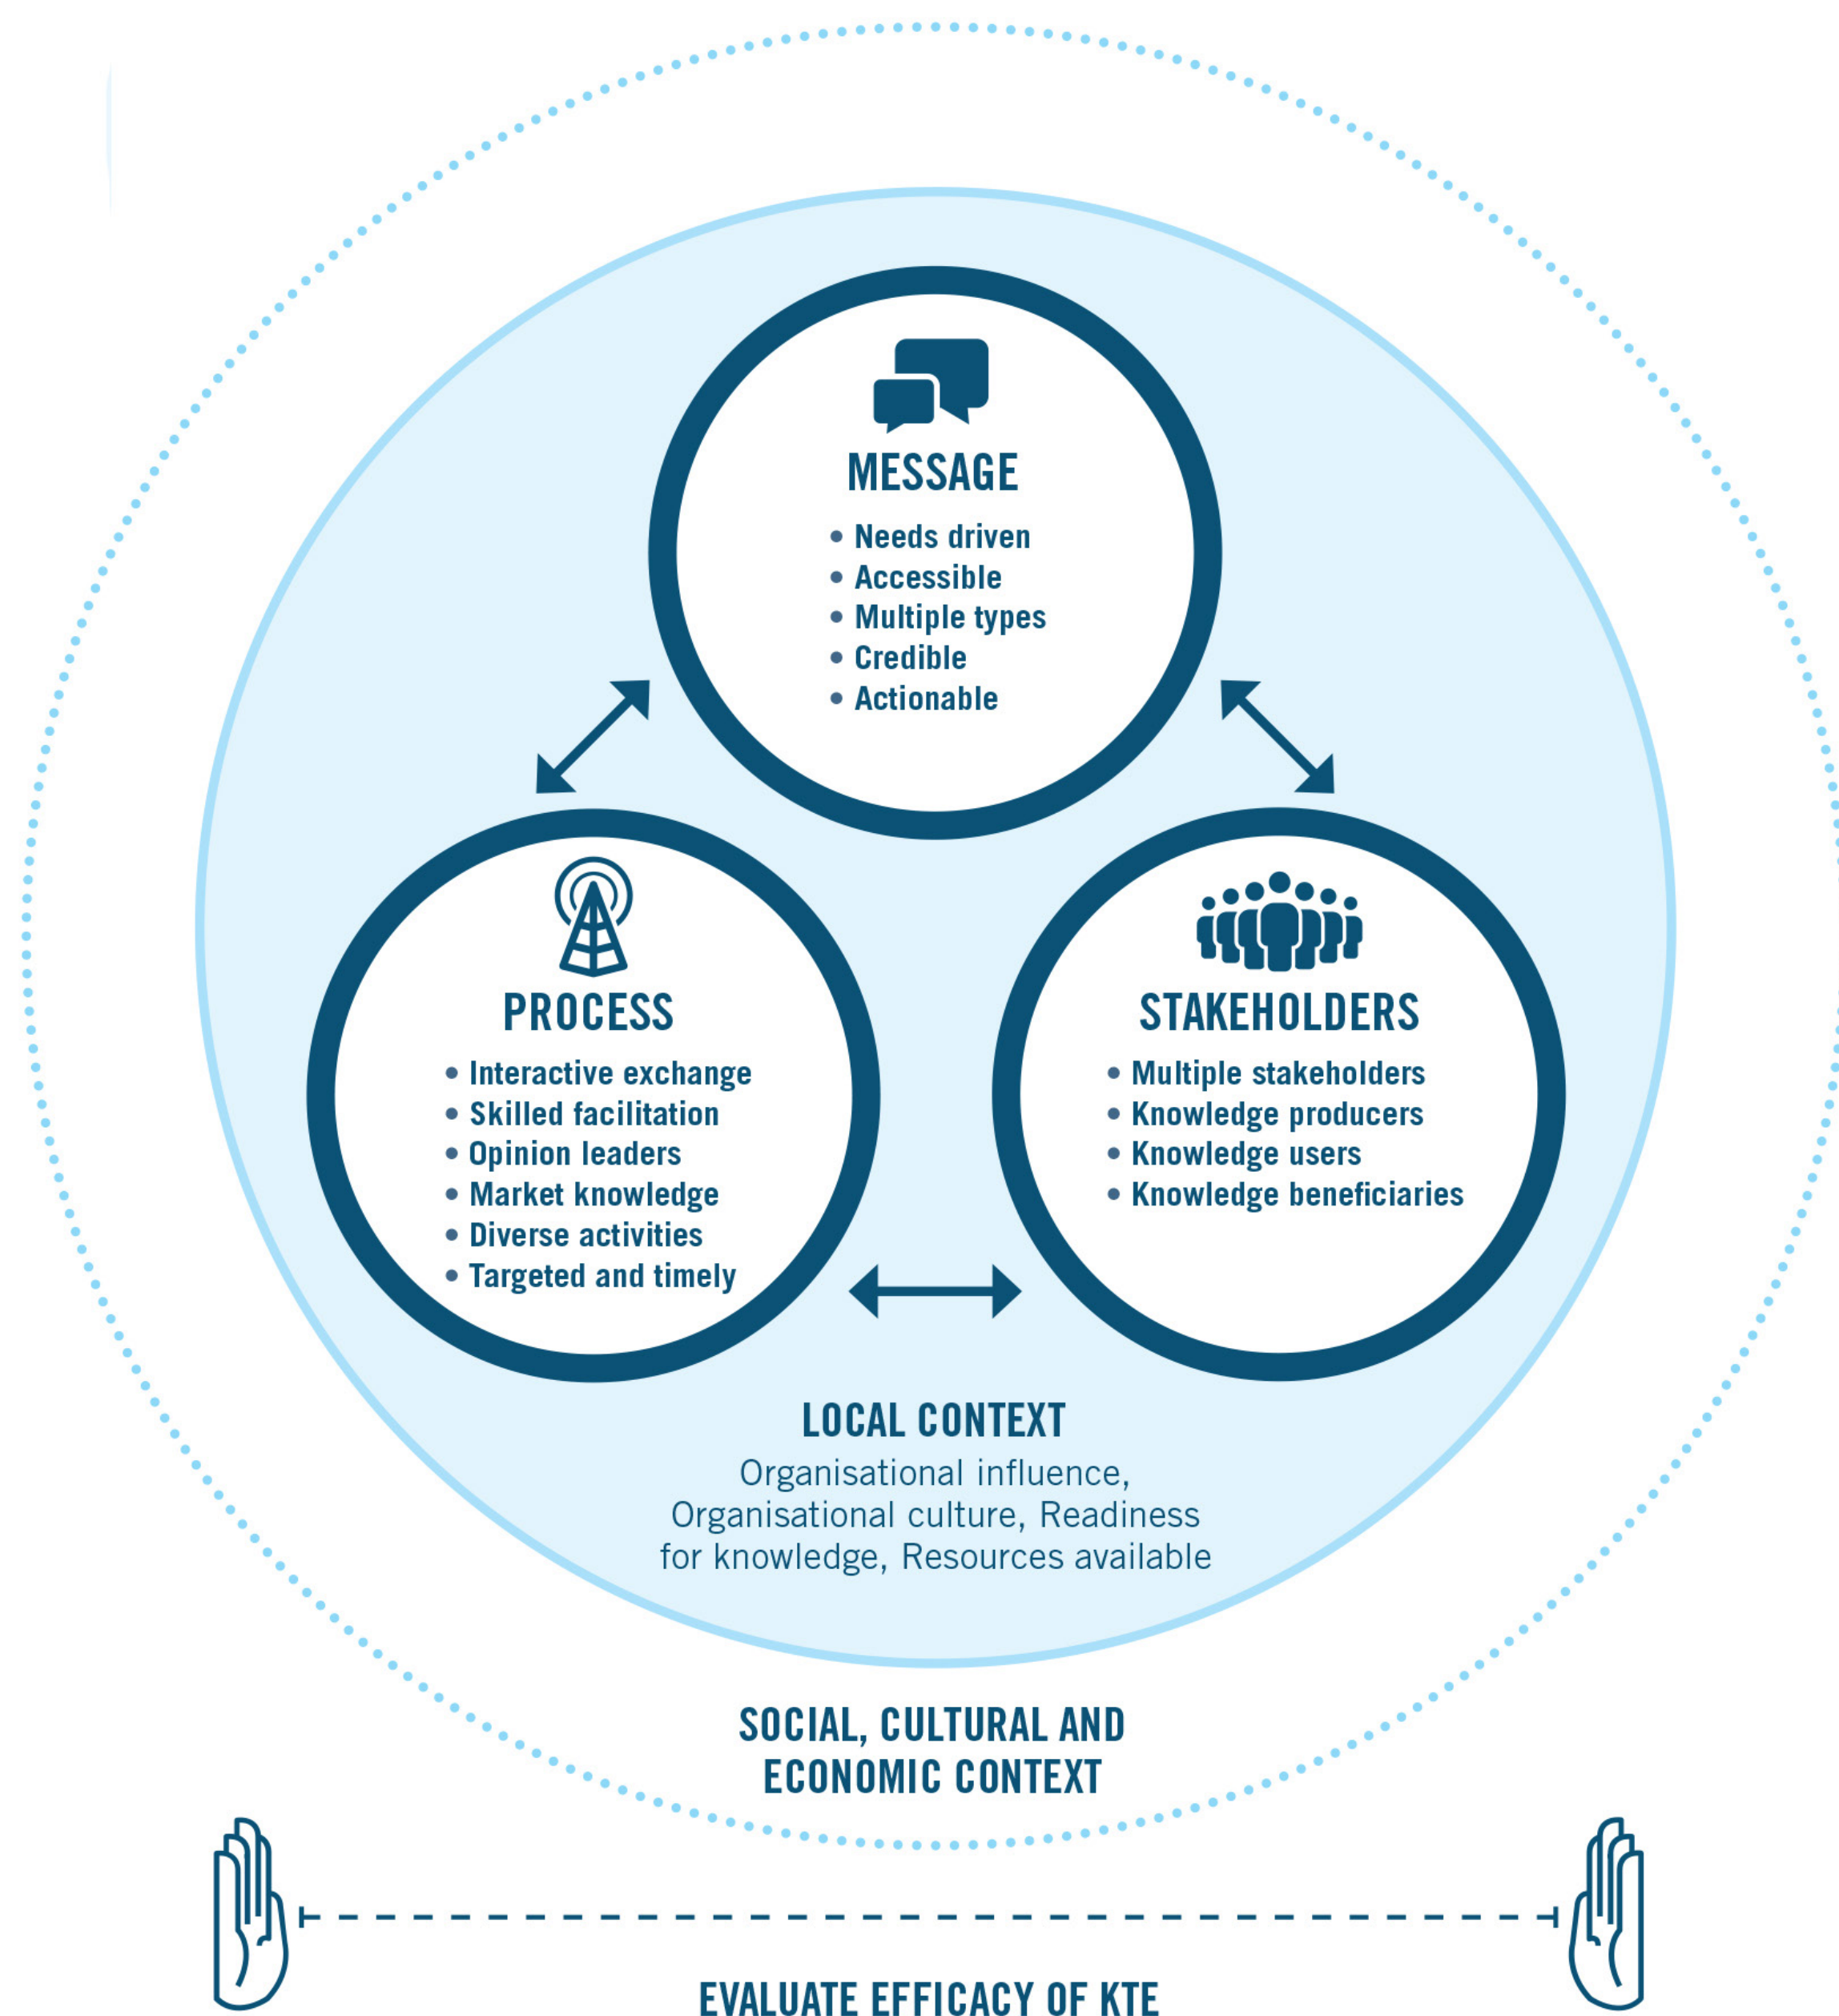 MESSAGE
• Needs driven
• Accessible
• Multiple types
• Credible
• Actionable
PROCESS
• Interactive exchange
• Skilled facilitation
• Opinion leaders
• Market knowledge
• Diverse activities
• Targeted and timely
STAKEHOLDERS
• Multiple stakeholders
• Knowledge producers
• Knowledge users
• Knowledge beneficiaries
LOCAL CONTEXT
Organisational influence,
Organisational culture, Readiness
for knowledge, Resources available
SOCIAL, CULTURAL AND
ECONOMIC CONTEXT
EVALUATE EFFICACY OF KTE